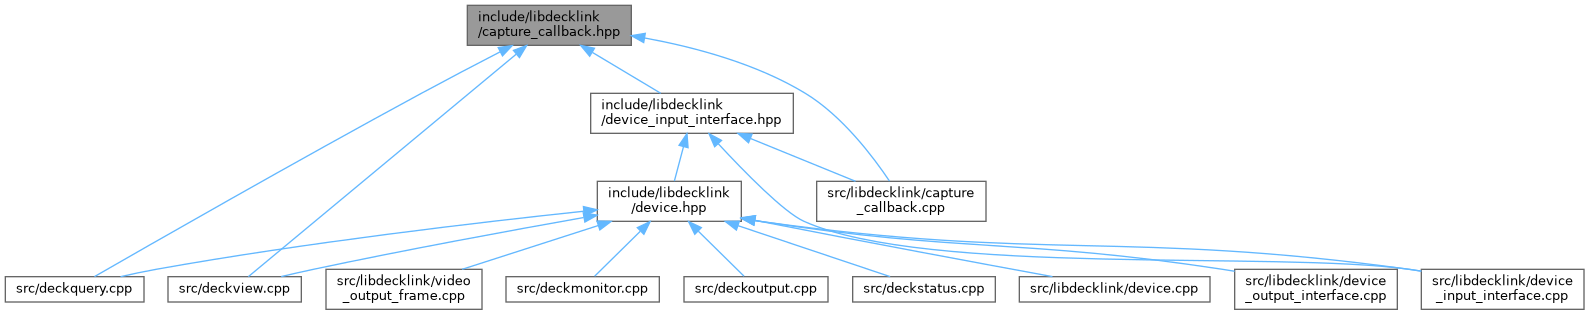 include/libdecklink
/capture_callback.hpp
include/libdecklink
/device_input_interface.hpp
include/libdecklink
/device.hpp
src/libdecklink/capture
_callback.cpp
src/deckquery.cpp
src/deckview.cpp
src/libdecklink/video
_output_frame.cpp
src/deckmonitor.cpp
src/deckoutput.cpp
src/deckstatus.cpp
src/libdecklink/device.cpp
src/libdecklink/device
_output_interface.cpp
src/libdecklink/device
_input_interface.cpp